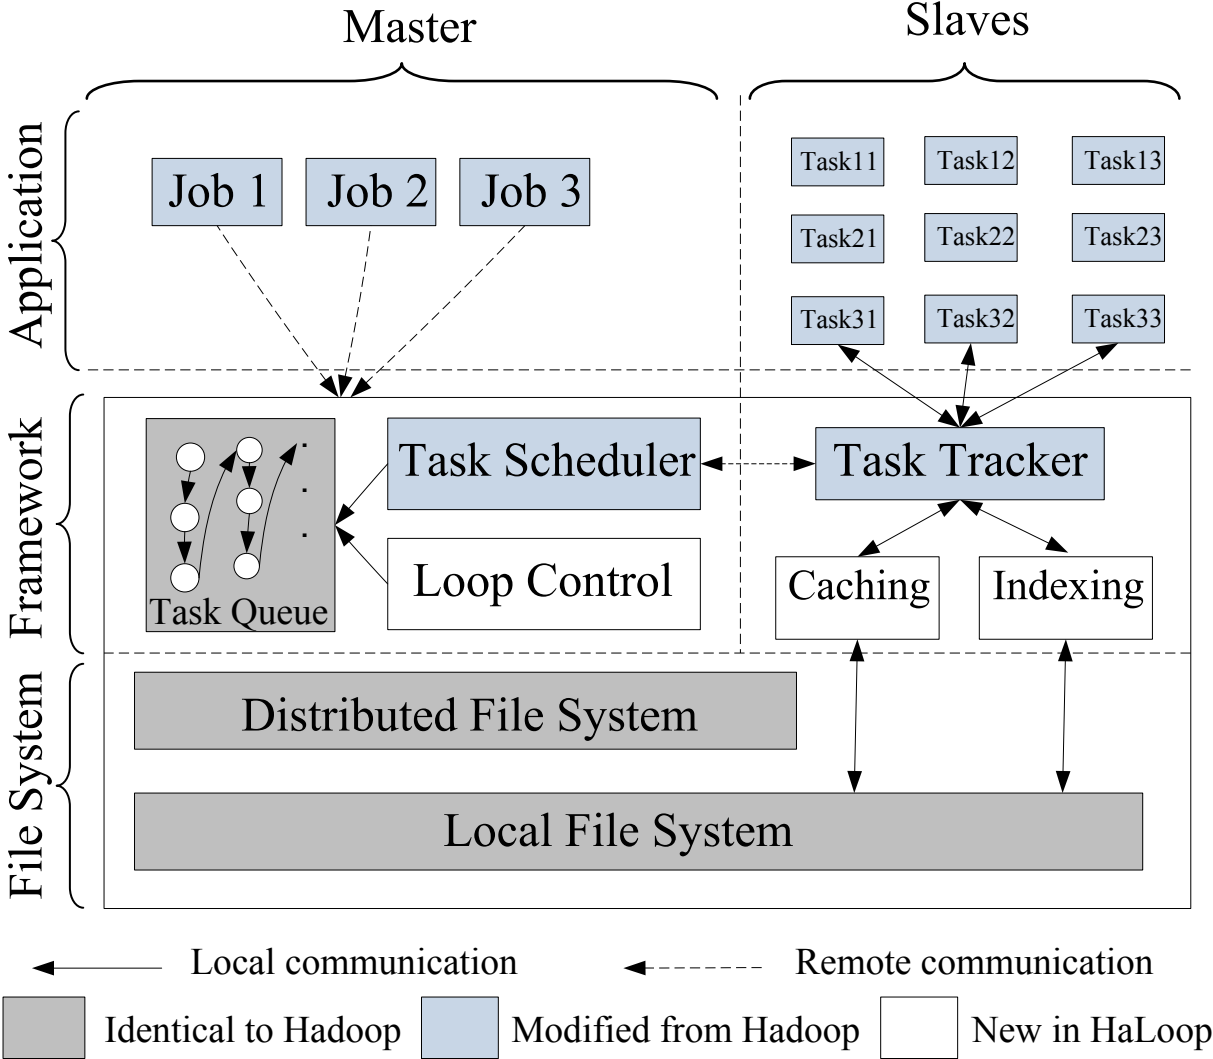 Master
Slaves
Application
Job 1
Job 2
Job 3
Task11
Task12
Task13
Task21
Task22
Task23
Task31
Task32
Task33
Framework
Task Queue
Task Scheduler
Loop Control
Task Tracker
Caching
Indexing
File System
Distributed File System
Local File System
Local communication
Remote communication
Identical to Hadoop
Modified from Hadoop
New in HaLoop